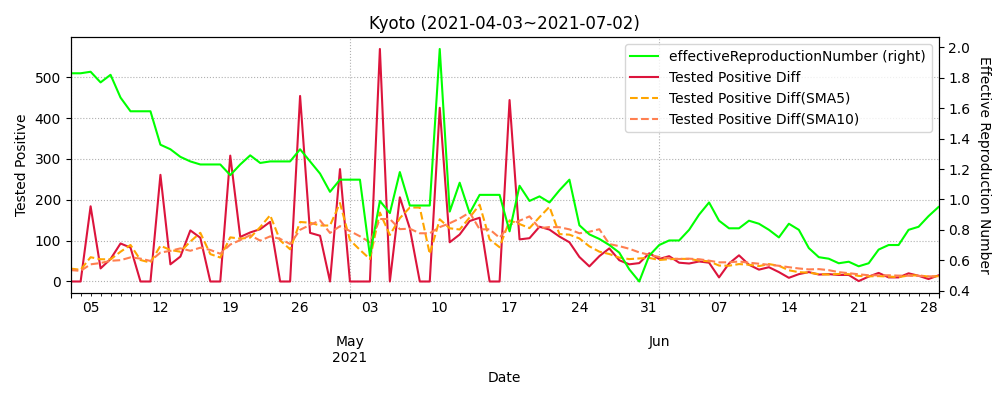 Kyoto (2021-04-03~2021-07-02)
effectiveReproductionNumber (right)
Tested Positive Diff
Tested Positive Diff(SMA5)
Tested Positive Diff(SMA10)
Tested Positive
500
400
300
200
100
0
2.0
1.8
1.6
1.4
1.2
1.0
0.8
0.6
0.4
Effective Reproduction Number
05 12 19 26 03 10 17 24 31 07 14 21 28
May Jun
2021
Date